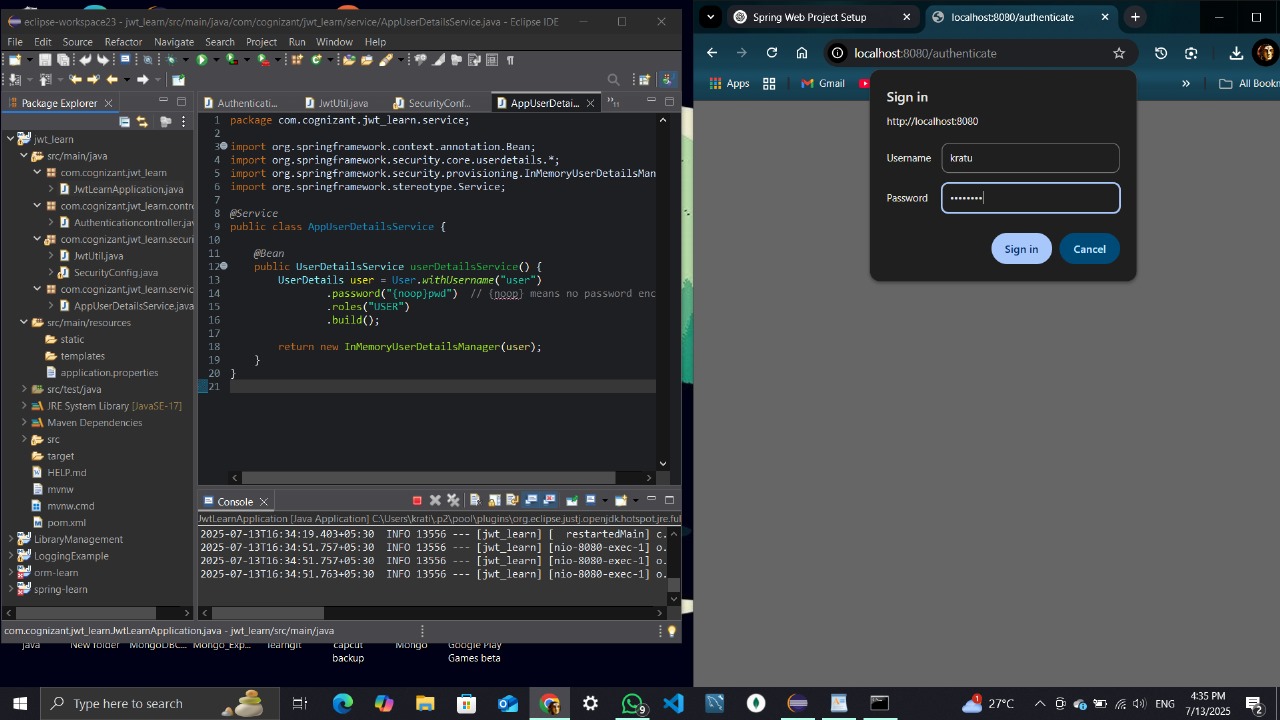 eclipse-workspace23 - jwt_learn/src/main/java/com/cognizant/jwt_learn/service/AppUserDetailsService.java - Eclipse IDE
File Edit Source Refactor Navigate Search Project Run Window Help
Package Explorer
jwt_learn
src/main/java
com.cognizant.jwt_learn
JwtLearnApplication.java
com.cognizant.jwt_learn.contr
Authenticationcontroller.jav
com.cognizant.jwt_learn.securi
JwtUtil.java
SecurityConfig.java
com.cognizant.jwt_learn.servic
AppUserDetailsService.java
src/main/resources
static
templates
application.properties
src/test/java
JRE System Library [JavaSE-17]
Maven Dependencies
src
target
HELP.md
mvnw
mvnw.cmd
pom.xml
LibraryManagement
LoggingExample
orm-learn
spring-learn
Authenticati... JwtUtil.java SecurityConf... AppUserDetai... »11
1 package com.cognizant.jwt_learn.service;
2
3 import org.springframework.context.annotation.Bean;
4 import org.springframework.security.core.userdetails.*;
5 import org.springframework.security.provisioning.InMemoryUserDetailsMan
6 import org.springframework.stereotype.Service;
7
8 @Service
9 public class AppUserDetailsService {
10
11 @Bean
12 public UserDetailsService userDetailsService() {
13 UserDetails user = User.withUsername("user")
14 .password("{noop}pwd") // {noop} means no password enc
15 .roles("USER")
16 .build();
17
18 return new InMemoryUserDetailsManager(user);
19 }
20 }
21
Console
JwtLearnApplication [Java Application] C:\Users\krati\.p2\pool\plugins\org.eclipse.justj.openjdk.hotspot.jre.full
2025-07-13T16:34:19.403+05:30 INFO 13556 --- [jwt_learn] [ restartedMain] c.
2025-07-13T16:34:51.757+05:30 INFO 13556 --- [jwt_learn] [nio-8080-exec-1] o.
2025-07-13T16:34:51.757+05:30 INFO 13556 --- [jwt_learn] [nio-8080-exec-1] o.
2025-07-13T16:34:51.763+05:30 INFO 13556 --- [jwt_learn] [nio-8080-exec-1] o.
com.cognizant.jwt_learn.JwtLearnApplication.java - jwt_learn/src/main/java
java New folder MongoDBC... Mongo_Exp... learngit capcut backup Mongo Google Play Games beta
Spring Web Project Setup
localhost:8080/authenticate
localhost:8080/authenticate
Apps Gmail » All Bookn
Sign in
http://localhost:8080
Username kratu
Password ••••••••
Sign in Cancel
Type here to search
9
1
27°C
ENG
4:35 PM
7/13/2025
2